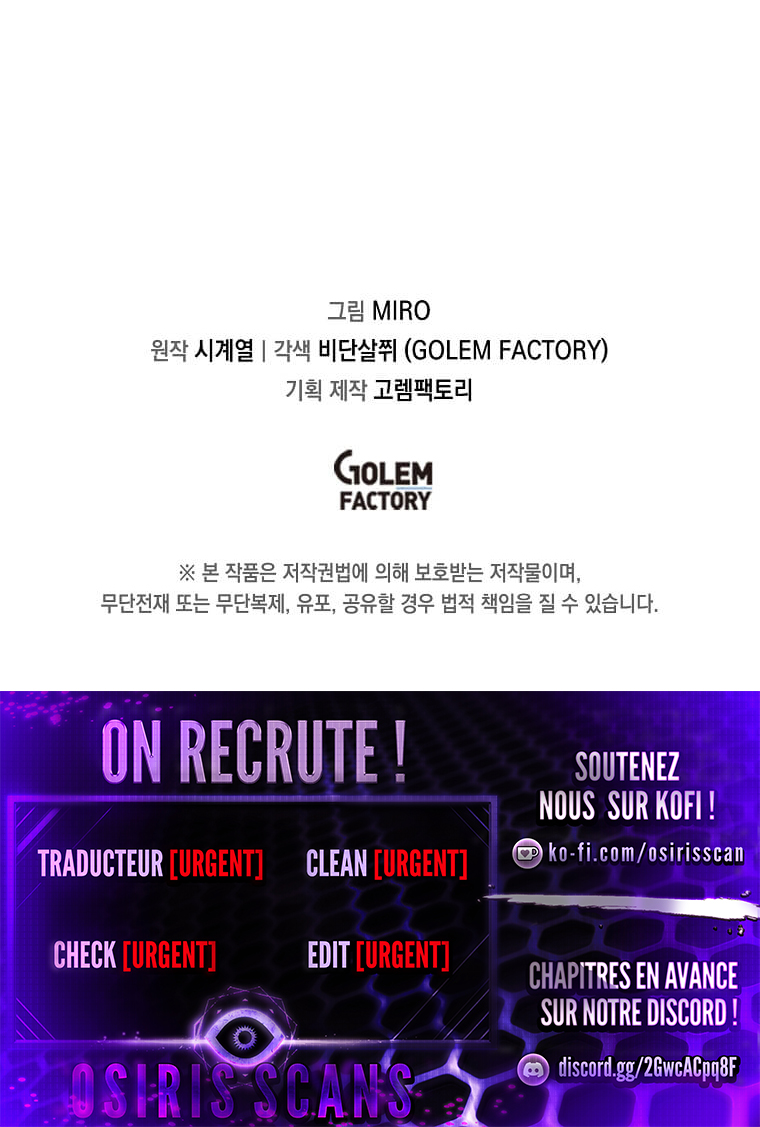 그림 MIRO
원작 시계열 | 각색 비단살쮜 (GOLEM FACTORY)
기획 제작 고렘팩토리
GOLEM
FACTORY
※ 본 작품은 저작권법에 의해 보호받는 저작물이며,
무단전재 또는 무단복제, 유포, 공유할 경우 법적 책임을 질 수 있습니다.
ON RECRUTE !
TRADUCTEUR [URGENT]
CLEAN [URGENT]
CHECK [URGENT]
EDIT [URGENT]
OSIRIS SCANS
SOUTENEZ
NOUS SUR KOFI !
ko-fi.com/osirisscan
CHAPITRES EN AVANCE
SUR NOTRE DISCORD !
discord.gg/2GwcACpq8F